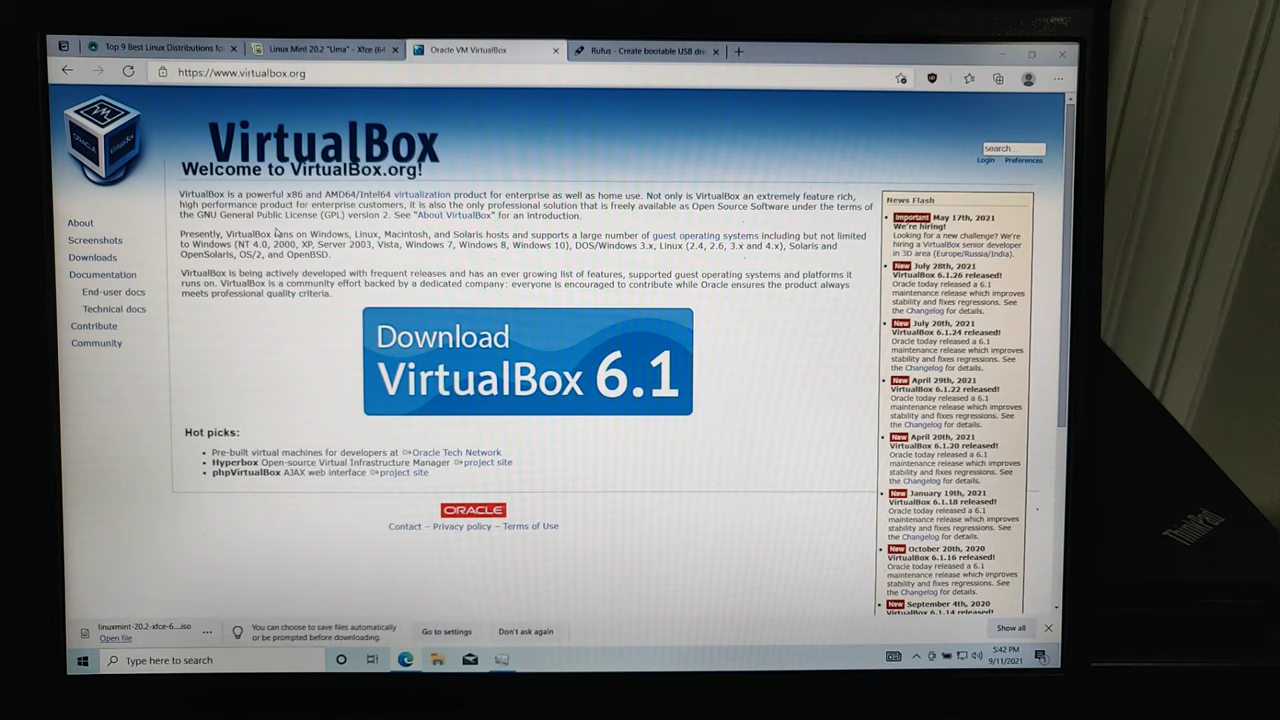 Top 9 Best Linux Distributions fo
Linux Mint 20.2 "Uma" - Xfce (64
Oracle VM VirtualBox
Rufus - Create bootable USB dri
https://www.virtualbox.org
VirtualBox
Welcome to VirtualBox.org!
search...
Login Preferences
About
Screenshots
Downloads
Documentation
End-user docs
Technical docs
Contribute
Community
VirtualBox is a powerful x86 and AMD64/Intel64 virtualization product for enterprise as well as home use. Not only is VirtualBox an extremely feature rich,
high performance product for enterprise customers, it is also the only professional solution that is freely available as Open Source Software under the terms of
the GNU General Public License (GPL) version 2. See "About VirtualBox" for an introduction.
Presently, VirtualBox runs on Windows, Linux, Macintosh, and Solaris hosts and supports a large number of guest operating systems including but not limited
to Windows (NT 4.0, 2000, XP, Server 2003, Vista, Windows 7, Windows 8, Windows 10), DOS/Windows 3.x, Linux (2.4, 2.6, 3.x and 4.x), Solaris and
OpenSolaris, OS/2, and OpenBSD.
VirtualBox is being actively developed with frequent releases and has an ever growing list of features, supported guest operating systems and platforms it
runs on. VirtualBox is a community effort backed by a dedicated company: everyone is encouraged to contribute while Oracle ensures the product always
meets professional quality criteria.
Download
VirtualBox 6.1
Hot picks:
Pre-built virtual machines for developers at Oracle Tech Network
Hyperbox Open-source Virtual Infrastructure Manager project site
phpVirtualBox AJAX web interface project site
ORACLE
Contact – Privacy policy – Terms of Use
News Flash
Important May 17th, 2021
We're hiring!
Looking for a new challenge? We're
hiring a VirtualBox senior developer
in 3D area (Europe/Russia/India).
New July 28th, 2021
VirtualBox 6.1.26 released!
Oracle today released a 6.1
maintenance release which improves
stability and fixes regressions. See
the Changelog for details.
New July 20th, 2021
VirtualBox 6.1.24 released!
Oracle today released a 6.1
maintenance release which improves
stability and fixes regressions. See
the Changelog for details.
New April 29th, 2021
VirtualBox 6.1.22 released!
Oracle today released a 6.1
maintenance release which improves
stability and fixes regressions. See
the Changelog for details.
New April 20th, 2021
VirtualBox 6.1.20 released!
Oracle today released a 6.1
maintenance release which improves
stability and fixes regressions. See
the Changelog for details.
New January 19th, 2021
VirtualBox 6.1.18 released!
Oracle today released a 6.1
maintenance release which improves
stability and fixes regressions. See
the Changelog for details.
New October 20th, 2020
VirtualBox 6.1.16 released!
Oracle today released a 6.1
maintenance release which improves
stability and fixes regressions. See
the Changelog for details.
New September 4th, 2020
VirtualBox 6.1.14 released!
linuxmint-20.2-xfce-6....iso
Open file
You can choose to save files automatically
or be prompted before downloading.
Go to settings
Don't ask again
Show all
Type here to search
5:42 PM
9/11/2021
ThinkPad